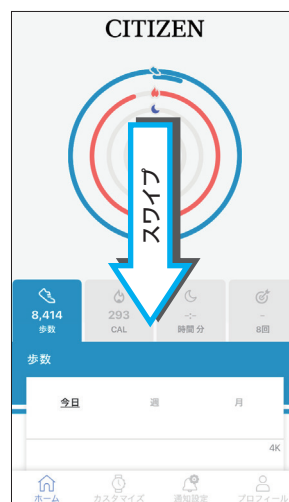 CITIZEN
スワイプ
8,414 293 -:- –
歩数 CAL 時間 分 8回
歩数
今日 週 月
4K
ホーム カスタマイズ 通知設定 プロフィール